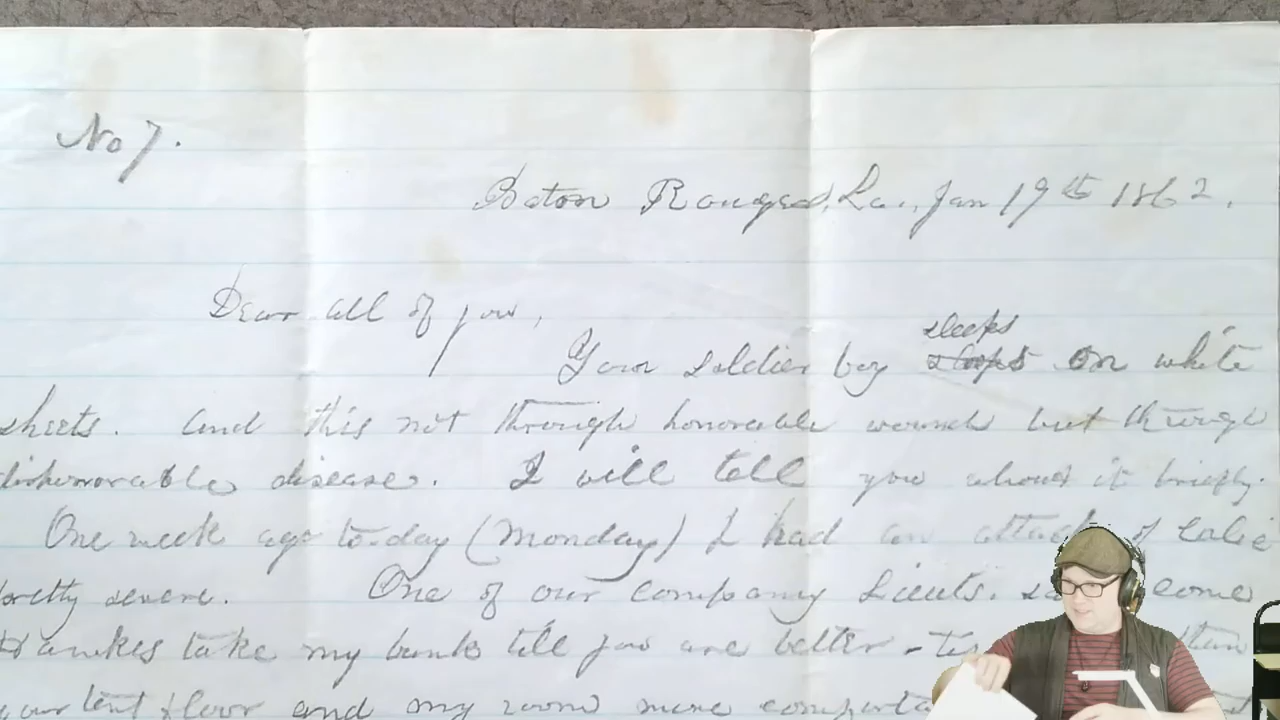 No 7.
Baton Rouge, La., Jan 19th 1862.
Dear all of you,
sleeps
Your soldier boy sleeps on white
sheets. And this not through honorable wounds but through
dishonorable disease. I will tell you about it briefly.
One week ago to-day (Monday) I had an attack of Colic
pretty severe. One of our company Lieuts. come
take my bunk till you are better
our tent floor and my room more